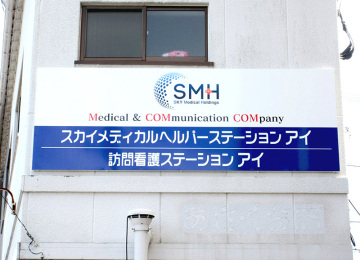 SMH
SKY Medical Holdings
Medical & COMmunication COMpany
スカイメディカルヘルパーステーション アイ
訪問看護ステーション アイ